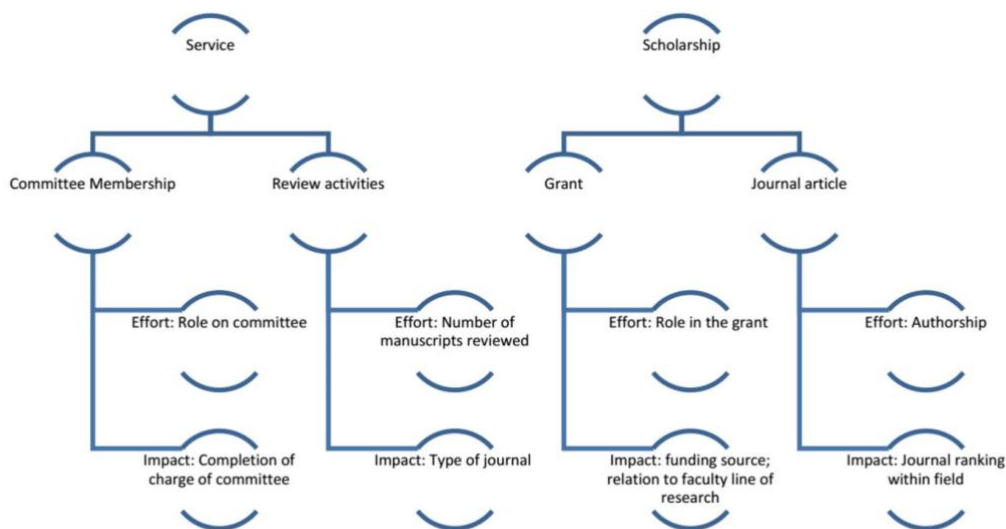 Service
Scholarship
Committee Membership
Review activities
Grant
Journal article
Effort: Role on committee
Effort: Number of
manuscripts reviewed
Effort: Role in the grant
Effort: Authorship
Impact: Completion of
charge of committee
Impact: Type of journal
Impact: funding source;
relation to faculty line of
research
Impact: Journal ranking
within field